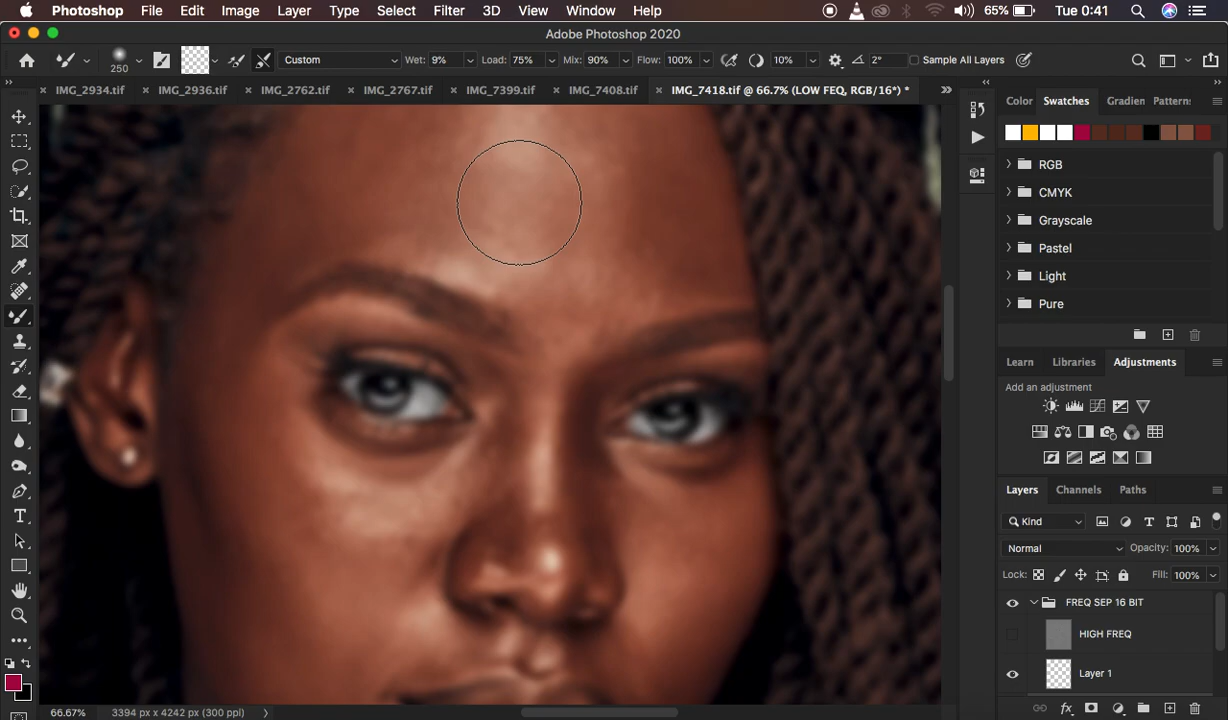 Photoshop File Edit Image Layer Type Select Filter 3D View Window Help 65% Tue 0:41
Adobe Photoshop 2020
250 Custom Wet: 9% Load: 75% Mix: 90% Flow: 100% 10% 2° Sample All Layers
IMG_2934.tif IMG_2936.tif IMG_2762.tif IMG_2767.tif IMG_7399.tif IMG_7408.tif IMG_7418.tif @ 66.7% (LOW FEQ, RGB/16*) *
Color Swatches Gradien Patterns
RGB
CMYK
Grayscale
Pastel
Light
Pure
Learn Libraries Adjustments
Add an adjustment
Layers Channels Paths
Kind
Normal Opacity: 100%
Lock: Fill: 100%
FREQ SEP 16 BIT
HIGH FREQ
Layer 1
66.67% 3394 px x 4242 px (300 ppi)